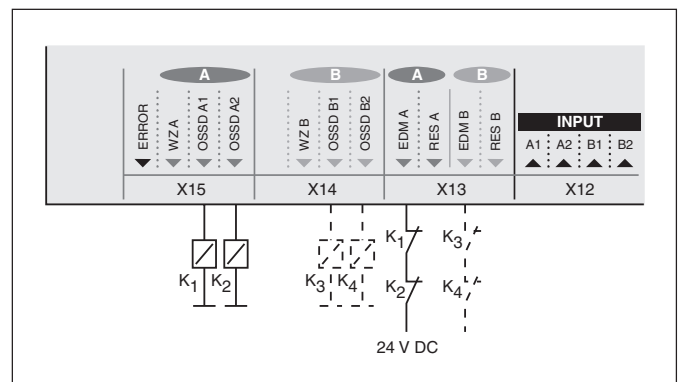 A B A B
ERROR WZ A OSSD A1 OSSD A2 WZ B OSSD B1 OSSD B2 EDM A RES A EDM B RES B
INPUT
A1 A2 B1 B2
X15 X14 X13 X12
K1 K3
K1 K2 K3 K4 K2 K4
24 V DC